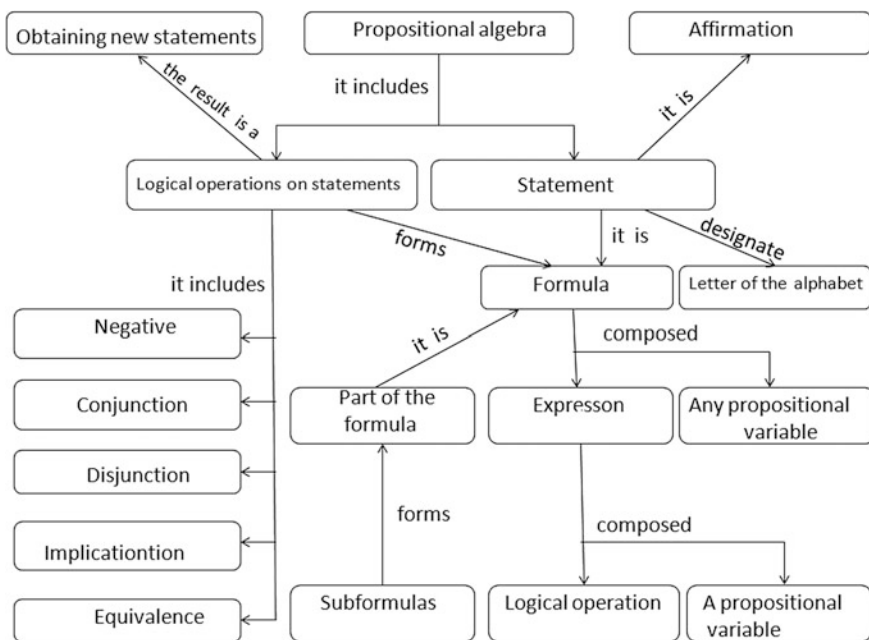 Obtaining new statements
Propositional algebra
Affirmation
the result is a
it includes
it is
Logical operations on statements
Statement
forms
it is
designate
it includes
Formula
Letter of the alphabet
Negative
it is
composed
Conjunction
Part of the
formula
Expresson
Any propositional
variable
Disjunction
forms
composed
Implicationtion
Equivalence
Subformulas
Logical operation
A propositional
variable